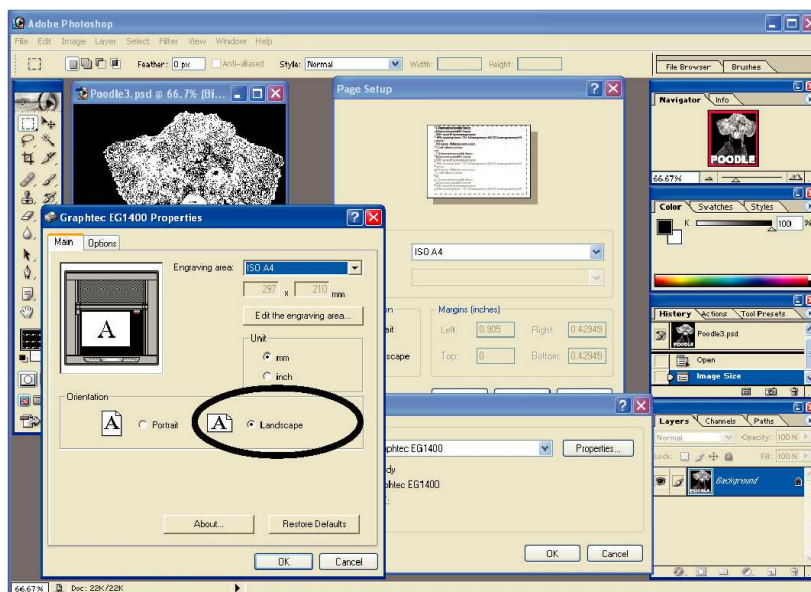 Adobe Photoshop
File Edit Image Layer Select Filter View Window Help
Feather: 0 px Anti-aliased Style: Normal Width: Height:
File Browser Brushes
Poodle3.psd @ 66.7% (Bi...
Page Setup
ISO A4
Margins (inches)
Left: 0.905 Right: 0.42949
Top: 0 Bottom: 0.42949
Graphtec EG1400 Properties
Main Options
Engraving area: ISO A4
297 x 210 mm
Edit the engraving area...
Unit
mm
inch
Orientation
A Portrait A Landscape
About... Restore Defaults
OK Cancel
phtec EG1400 Properties...
dy
phtec EG1400
OK Cancel
Navigator Info
POODLE
66.67%
Color Swatches Styles
K 100 %
History Actions Tool Presets
Poodle3.psd
Open
Image Size
Layers Channels Paths
Normal Opacity: 100%
Lock: Fill: 100%
Background
66.67% Doc: 22K/22K